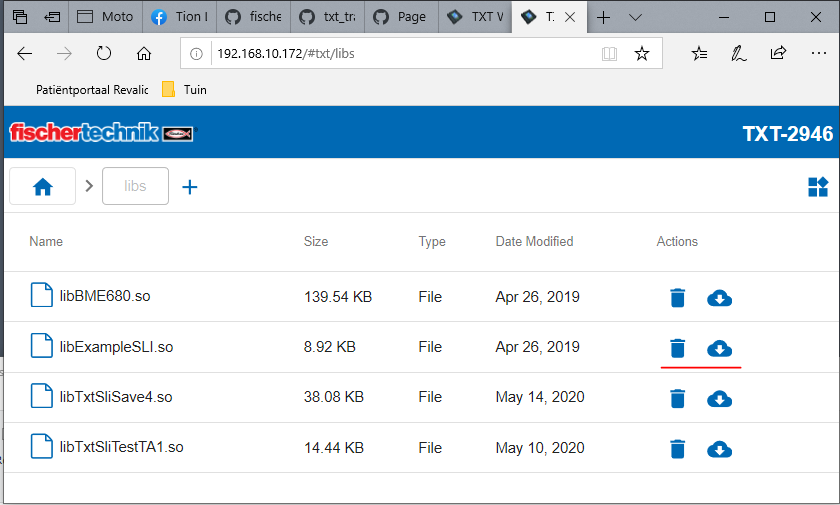 Moto
Tion I
fische
txt_tra
Page
TXT W
T.
192.168.10.172/#txt/libs
Patiëntportaal Revalic
Tuin
fischertechnik
TXT-2946
libs
Name Size Type Date Modified Actions
libBME680.so 139.54 KB File Apr 26, 2019
libExampleSLI.so 8.92 KB File Apr 26, 2019
libTxtSliSave4.so 38.08 KB File May 14, 2020
libTxtSliTestTA1.so 14.44 KB File May 10, 2020